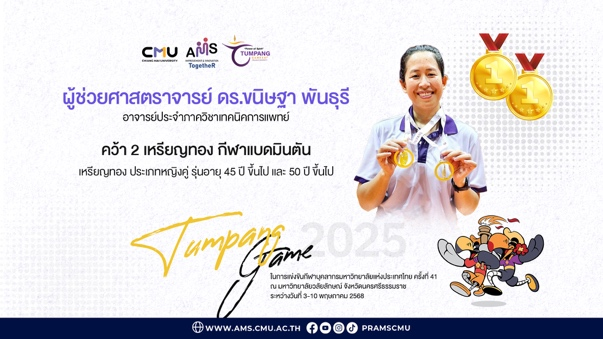 CMU
CHIANG MAI UNIVERSITY
AMS
TogetheR
TUMPANG
ผู้ช่วยศาสตราจารย์ ดร.ขนิษฐา พันธุรี
อาจารย์ประจำภาควิชาเทคนิคการแพทย์
คว้า 2 เหรียญทอง กีฬาแบดมินตัน
เหรียญทอง ประเภทหญิงคู่ รุ่นอายุ 45 ปี ขึ้นไป และ 50 ปี ขึ้นไป
1
1
Tumpang
Game
2025
ในการแข่งขันกีฬาบุคลากรมหาวิทยาลัยแห่งประเทศไทย ครั้งที่ 41
ณ มหาวิทยาลัยวลัยลักษณ์ จังหวัดนครศรีธรรมราช
ระหว่างวันที่ 3-10 พฤษภาคม 2568
WWW.AMS.CMU.AC.TH
PRAMSCMU